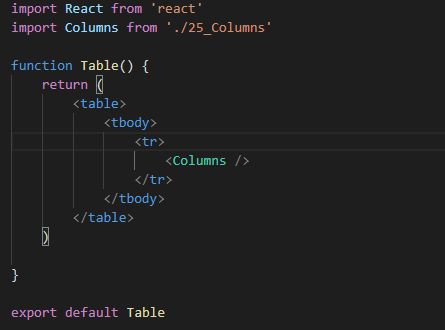 import React from 'react'
import Columns from './25_Columns'
function Table() {
return (
<table>
<tbody>
<tr>
<Columns />
</tr>
</tbody>
</table>
)
}
export default Table